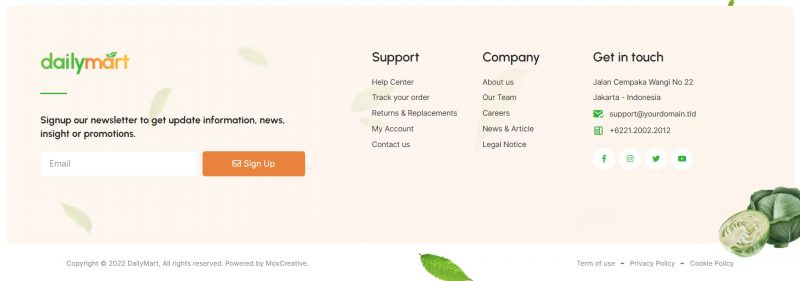 dailymart
Signup our newsletter to get update information, news,
insight or promotions.
Email
Sign Up
Support
Help Center
Track your order
Returns & Replacements
My Account
Contact us
Company
About us
Our Team
Careers
News & Article
Legal Notice
Get in touch
Jalan Cempaka Wangi No 22
Jakarta - Indonesia
support@yourdomain.tld
+6221.2002.2012
Copyright © 2022 DailyMart, All rights reserved. Powered by MoxCreative.
Term of use – Privacy Policy – Cookie Policy